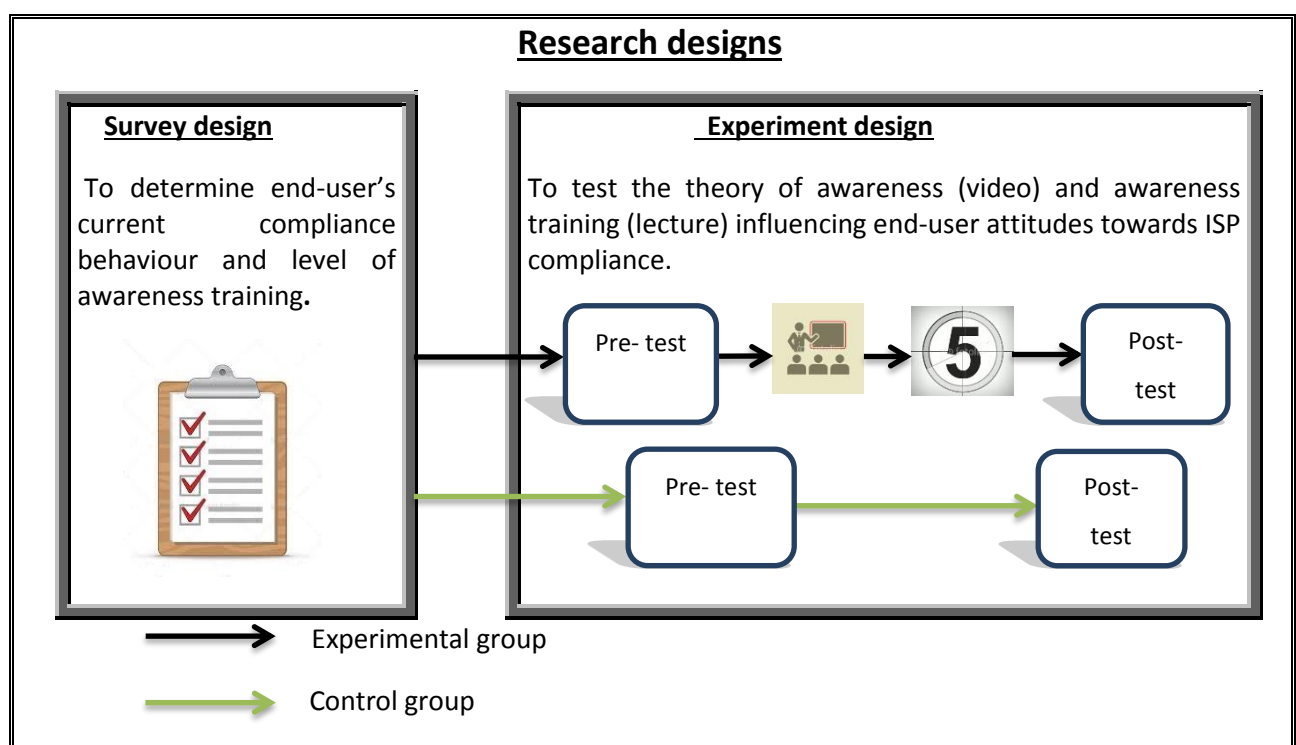 Research designs
Survey design
To determine end-user's
current compliance
behaviour and level of
awareness training.
Experiment design
To test the theory of awareness (video) and awareness
training (lecture) influencing end-user attitudes towards ISP
compliance.
Pre- test
5
Post-
test
Pre- test
Post-
test
Experimental group
Control group